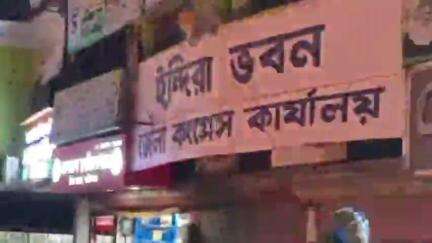 ইন্দিরা ভবন
জেলা কংগ্রেস কার্যালয়